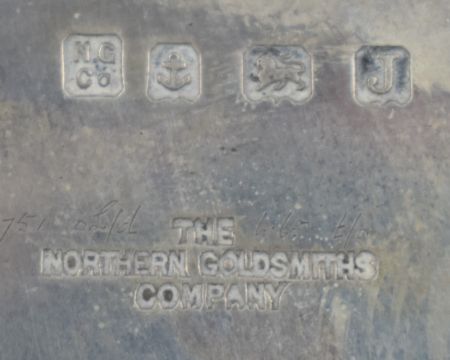 N.G
Co
J
THE
NORTHERN GOLDSMITHS
COMPANY